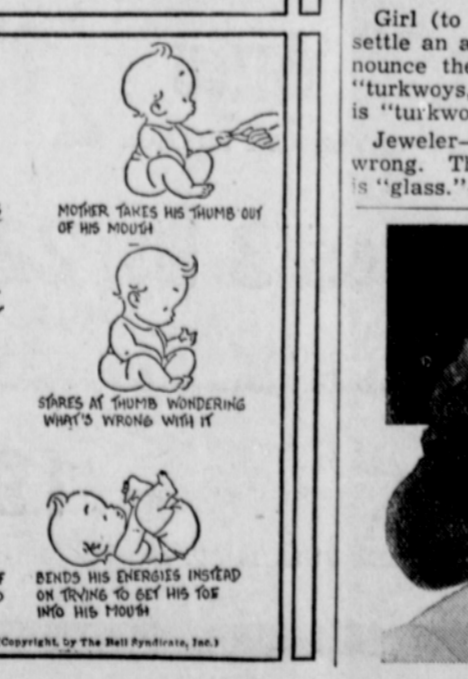 MOTHER TAKES HIS THUMB OUT
OF HIS MOUTH
STARES AT THUMB WONDERING
WHAT'S WRONG WITH IT
BENDS HIS ENERGIES INSTEAD
ON TRYING TO GET HIS TOE
INTO HIS MOUTH
(Copyright, by The Bell Syndicate, Inc.)
Girl (to
settle an a
nounce the
"turkwoys,
is "turkwo
Jeweler—
wrong. Th
is "glass."